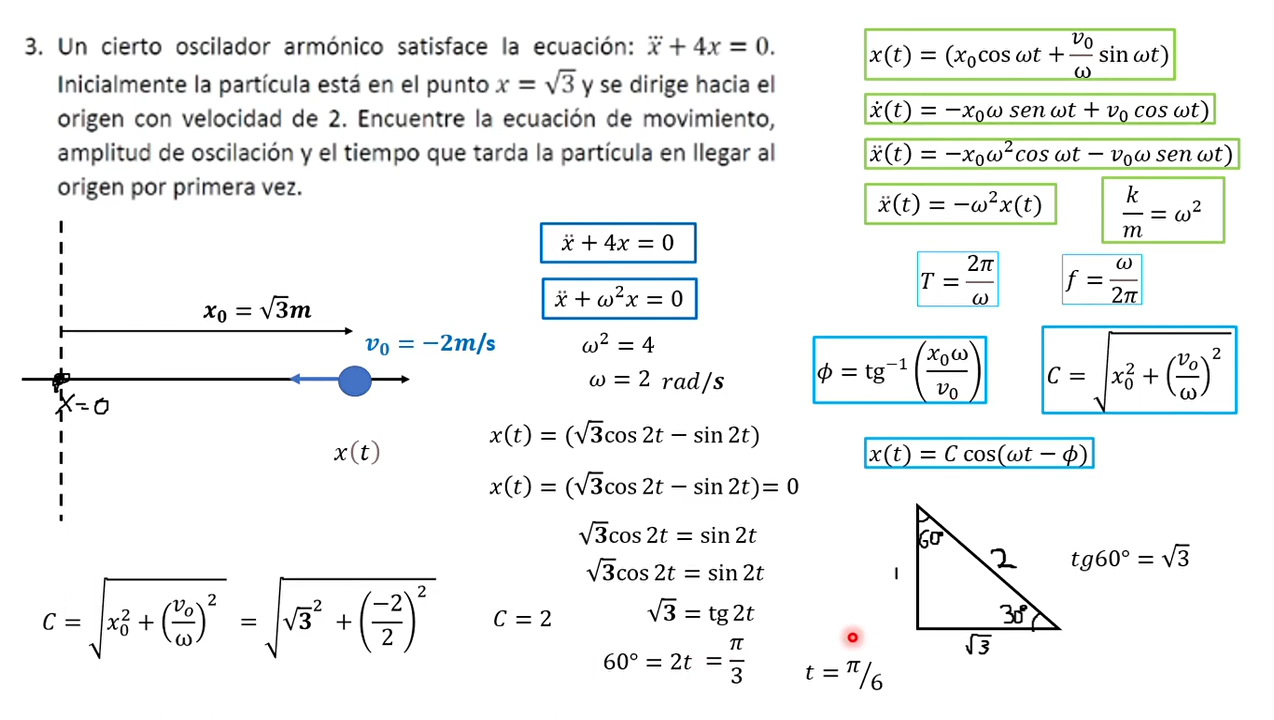 3. Un cierto oscilador armónico satisface la ecuación: ẍ + 4x = 0.
Inicialmente la partícula está en el punto x = √3 y se dirige hacia el
origen con velocidad de 2. Encuentre la ecuación de movimiento,
amplitud de oscilación y el tiempo que tarda la partícula en llegar al
origen por primera vez.
x₀ = √3m
v₀ = −2m/s
x=0
x(t)
ẍ + 4x = 0
ẍ + ω²x = 0
ω² = 4
ω = 2 rad/s
x(t) = (√3cos 2t − sin 2t)
x(t) = (√3cos 2t − sin 2t)= 0
√3cos 2t = sin 2t
√3cos 2t = sin 2t
√3 = tg 2t
60° = 2t = π/3
t = π/6
C = √(x₀² + (v₀/ω)²) = √(√3² + (−2/2)²)
C = 2
x(t) = (x₀cos ωt + v₀/ω sin ωt)
ẋ(t) = −x₀ω sen ωt + v₀ cos ωt)
ẍ(t) = −x₀ω²cos ωt − v₀ω sen ωt)
ẍ(t) = −ω²x(t)
k/m = ω²
T = 2π/ω
f = ω/2π
ϕ = tg⁻¹(x₀ω/v₀)
C = √(x₀² + (v₀/ω)²)
x(t) = C cos(ωt − ϕ)
60°
1
2
30°
√3
tg60° = √3